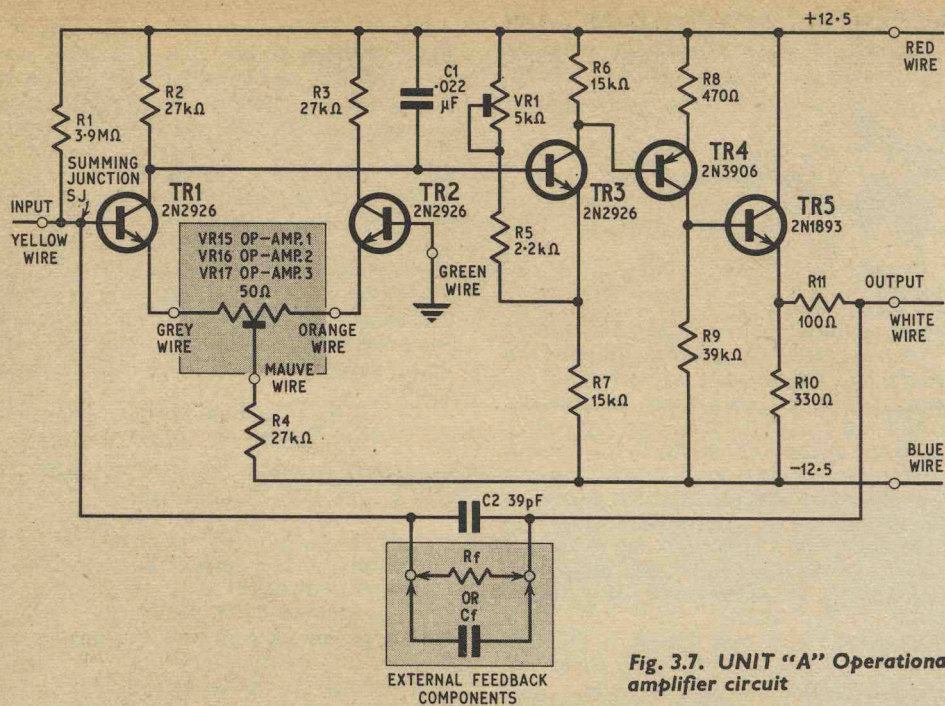 +12·5
RED
WIRE
R1
3·9MΩ
R2
27kΩ
R3
27kΩ
C1
·022
μF
VR1
5kΩ
R6
15kΩ
R8
470Ω
SUMMING
JUNCTION
SJ
TR1
2N2926
TR2
2N2926
TR3
2N2926
TR4
2N3906
TR5
2N1893
INPUT
YELLOW
WIRE
VR15 OP-AMP.1
VR16 OP-AMP.2
VR17 OP-AMP.3
50Ω
GREY
WIRE
ORANGE
WIRE
MAUVE
WIRE
GREEN
WIRE
R5
2·2kΩ
R11
100Ω
OUTPUT
WHITE
WIRE
R4
27kΩ
R7
15kΩ
R9
39kΩ
R10
330Ω
BLUE
WIRE
-12·5
C2 39pF
Rf
OR
Cf
EXTERNAL FEEDBACK
COMPONENTS
Fig. 3.7. UNIT "A" Operationa
amplifier circuit